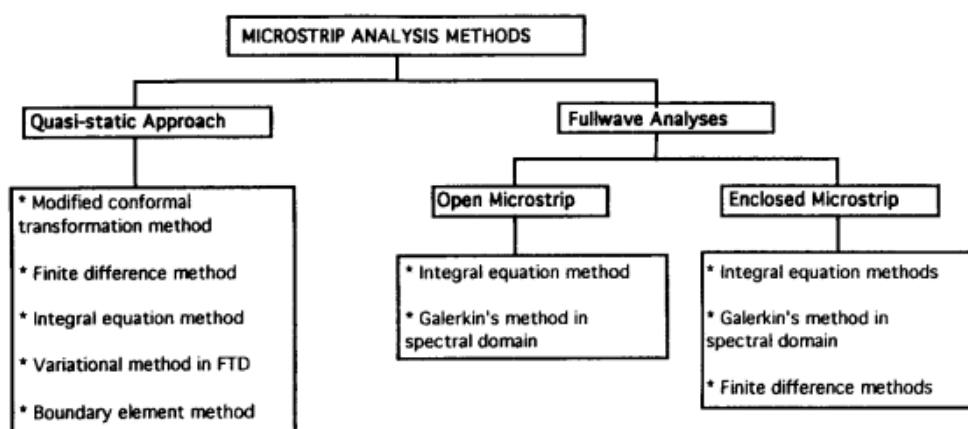 MICROSTRIP ANALYSIS METHODS
Quasi-static Approach
Fullwave Analyses
* Modified conformal
transformation method
* Finite difference method
* Integral equation method
* Variational method in FTD
* Boundary element method
Open Microstrip
* Integral equation method
* Galerkin's method in
spectral domain
Enclosed Microstrip
* Integral equation methods
* Galerkin's method in
spectral domain
* Finite difference methods